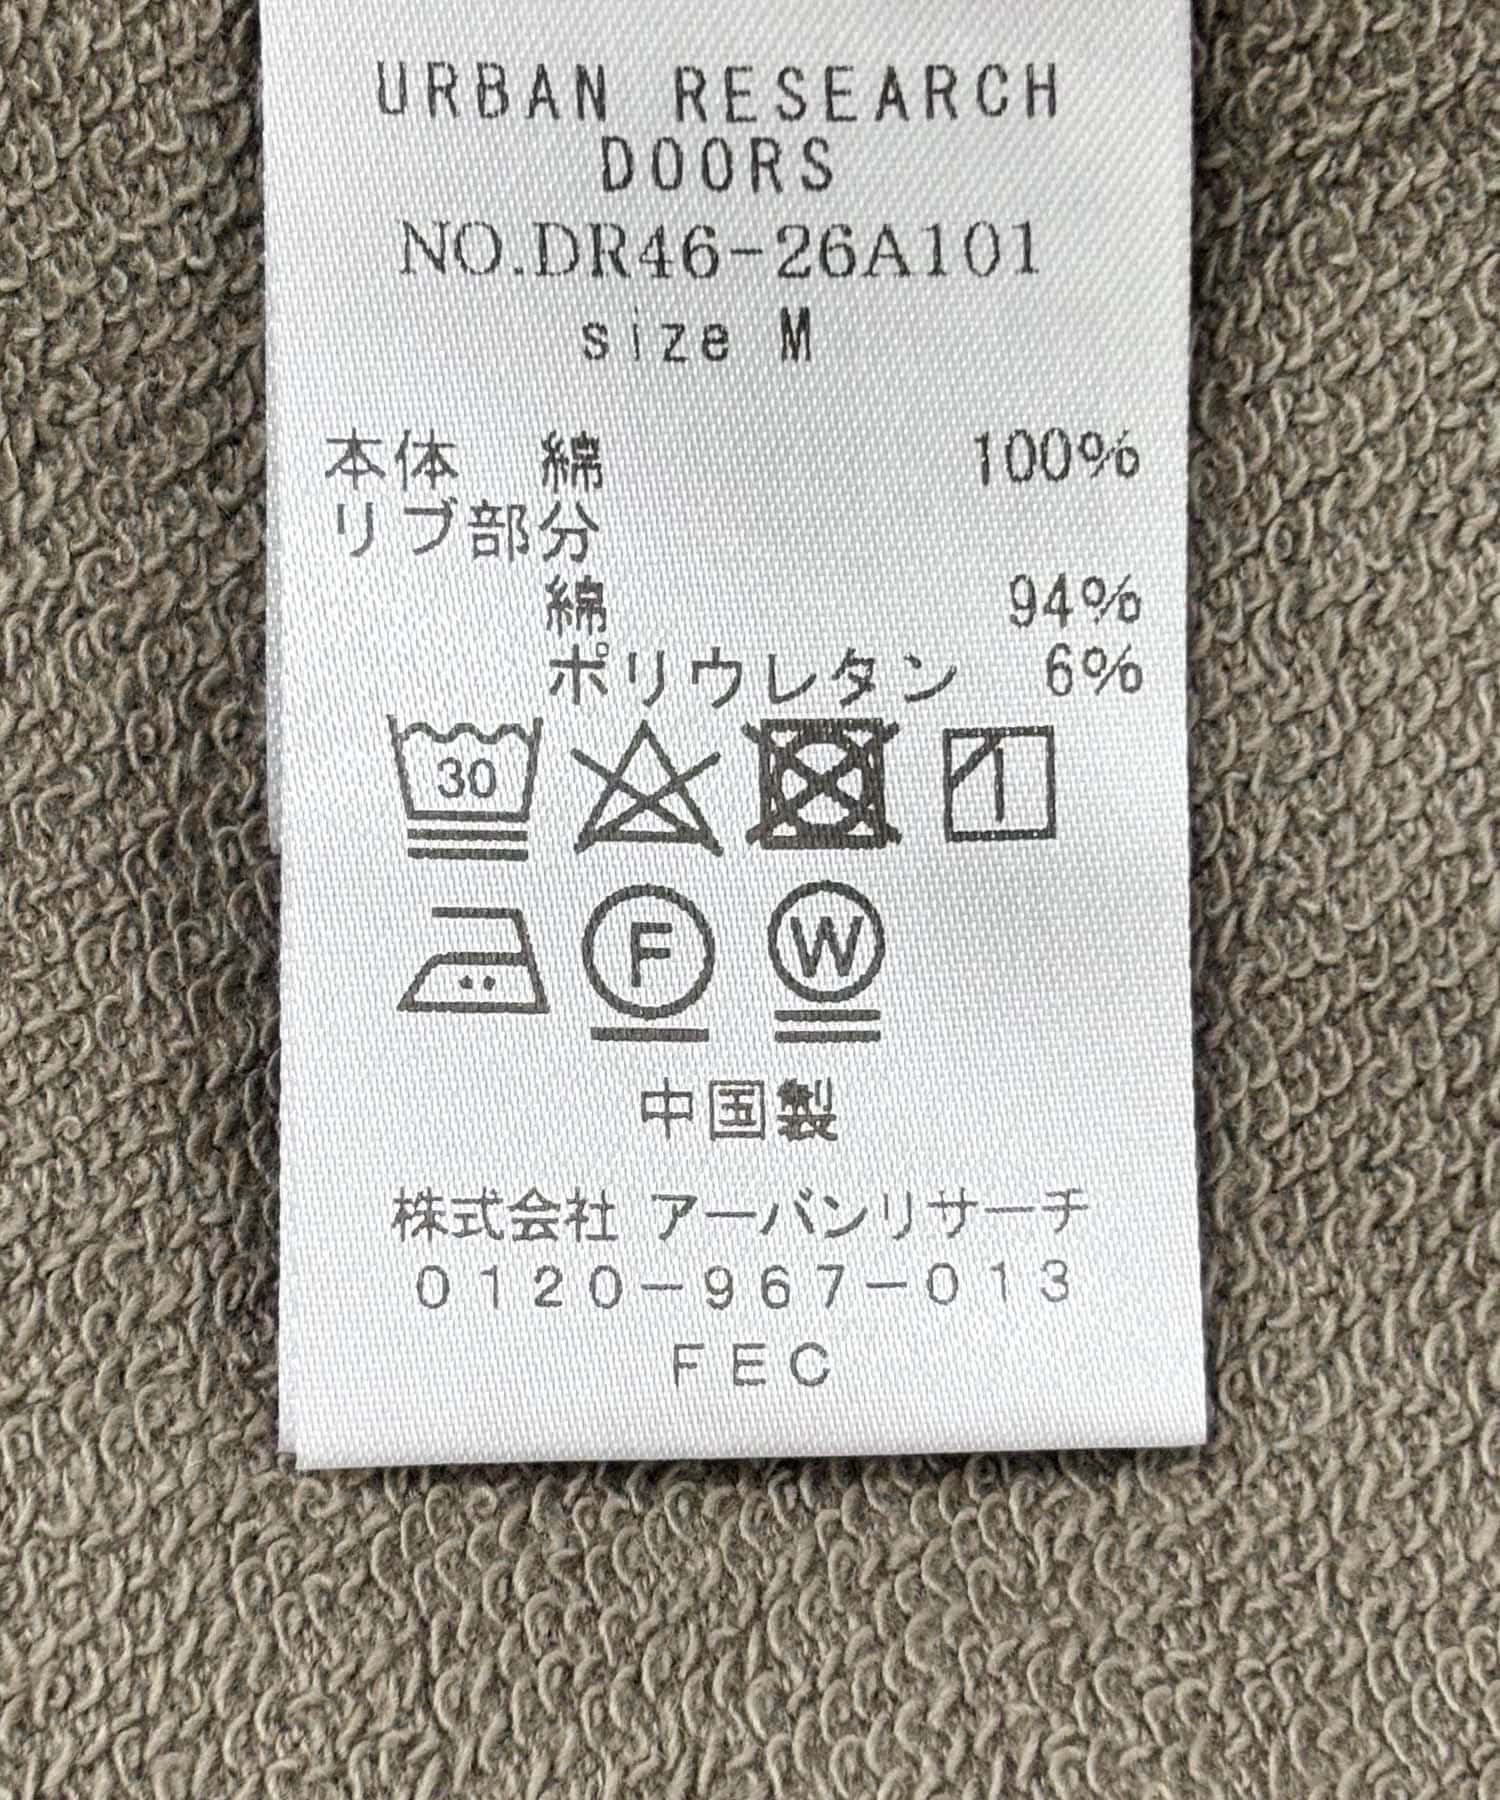 URBAN RESEARCH
DOORS
NO.DR46-26A101
size M
本体 綿 100%
リブ部分
綿 94%
ポリウレタン 6%
30
F
W
中国製
株式会社 アーバンリサーチ
0120-967-013
FEC